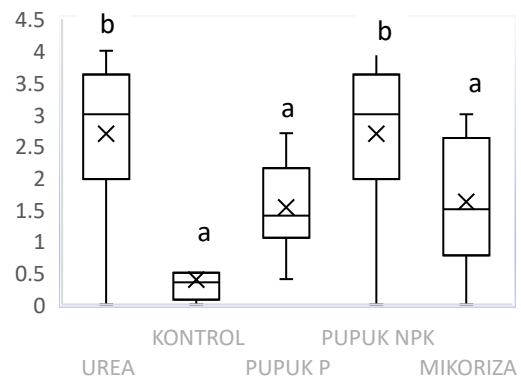 4.5
4
3.5
3
2.5
2
1.5
1
0.5
0
b
a
a
b
a
UREA
KONTROL
PUPUK P
PUPUK NPK
MIKORIZA